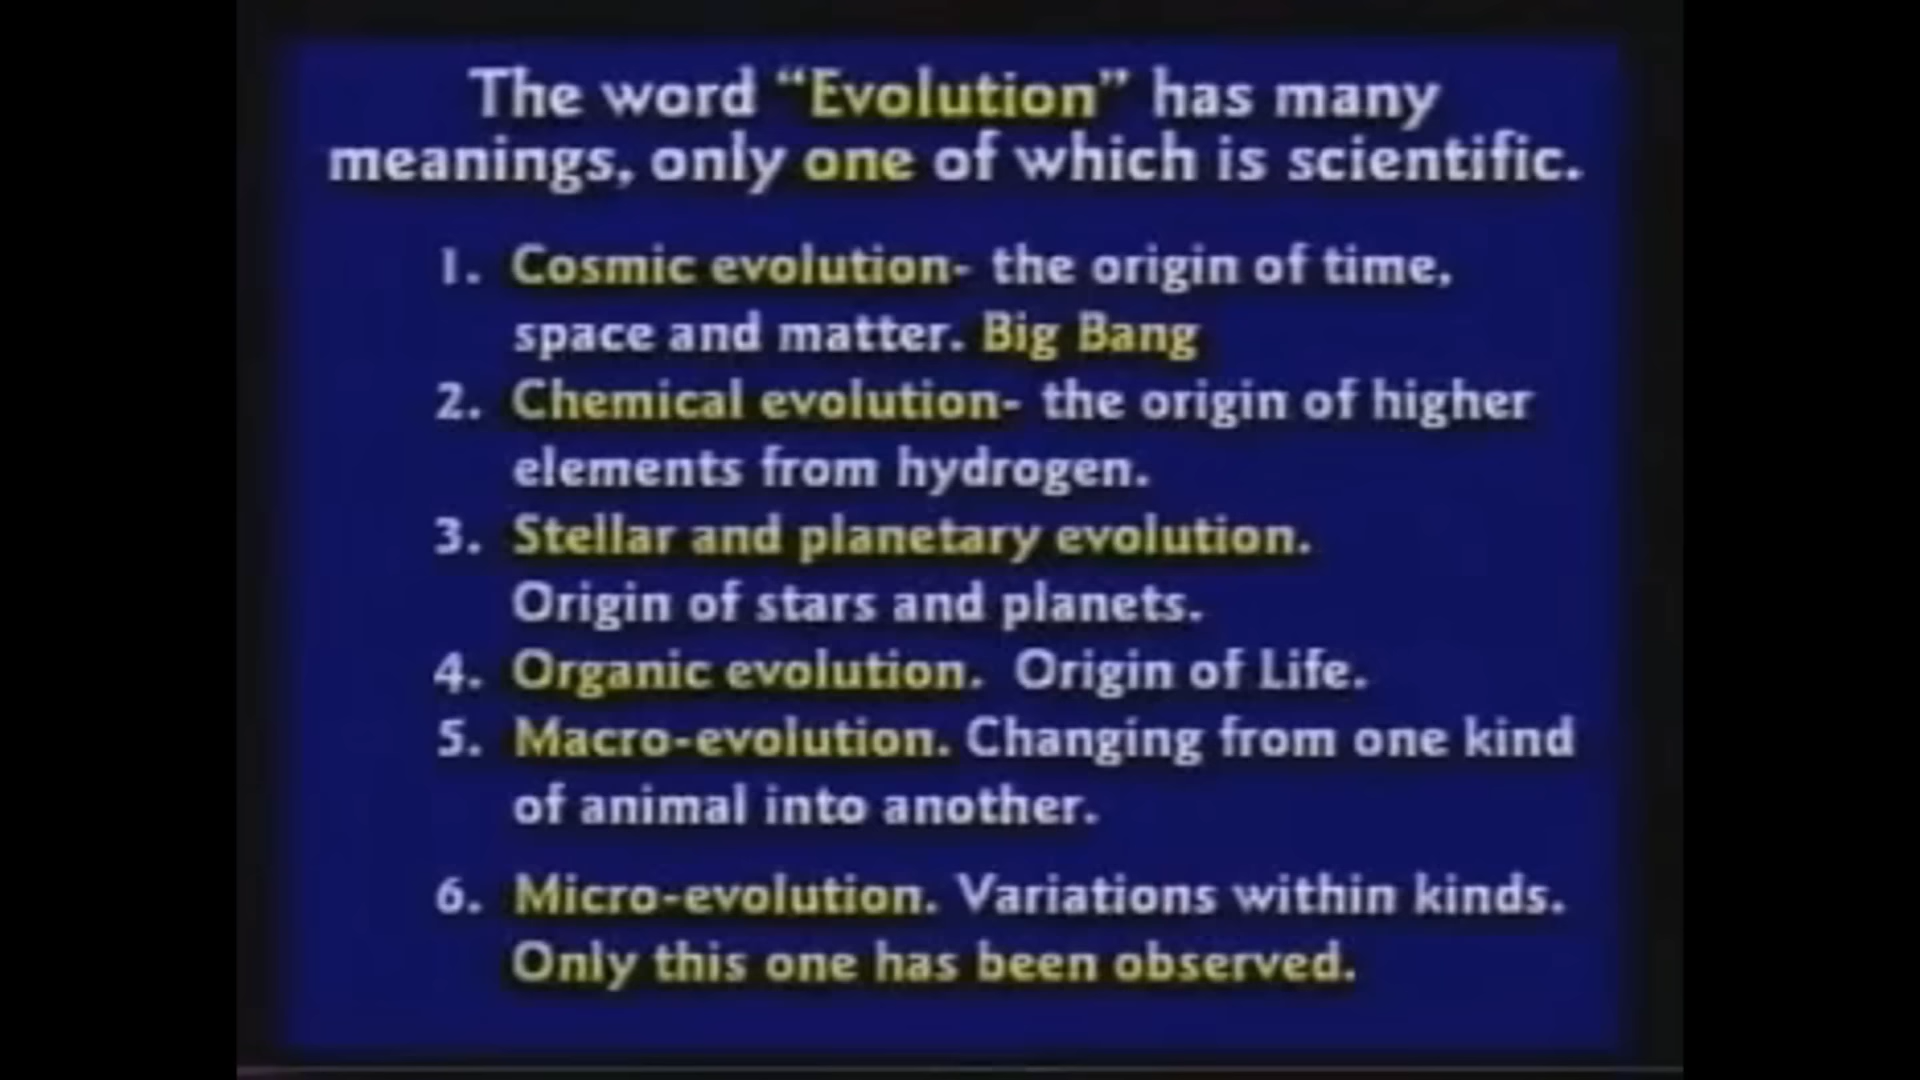 The word “Evolution” has many
meanings, only one of which is scientific.
1. Cosmic evolution- the origin of time,
space and matter. Big Bang
2. Chemical evolution- the origin of higher
elements from hydrogen.
3. Stellar and planetary evolution.
Origin of stars and planets.
4. Organic evolution. Origin of Life.
5. Macro-evolution. Changing from one kind
of animal into another.
6. Micro-evolution. Variations within kinds.
Only this one has been observed.